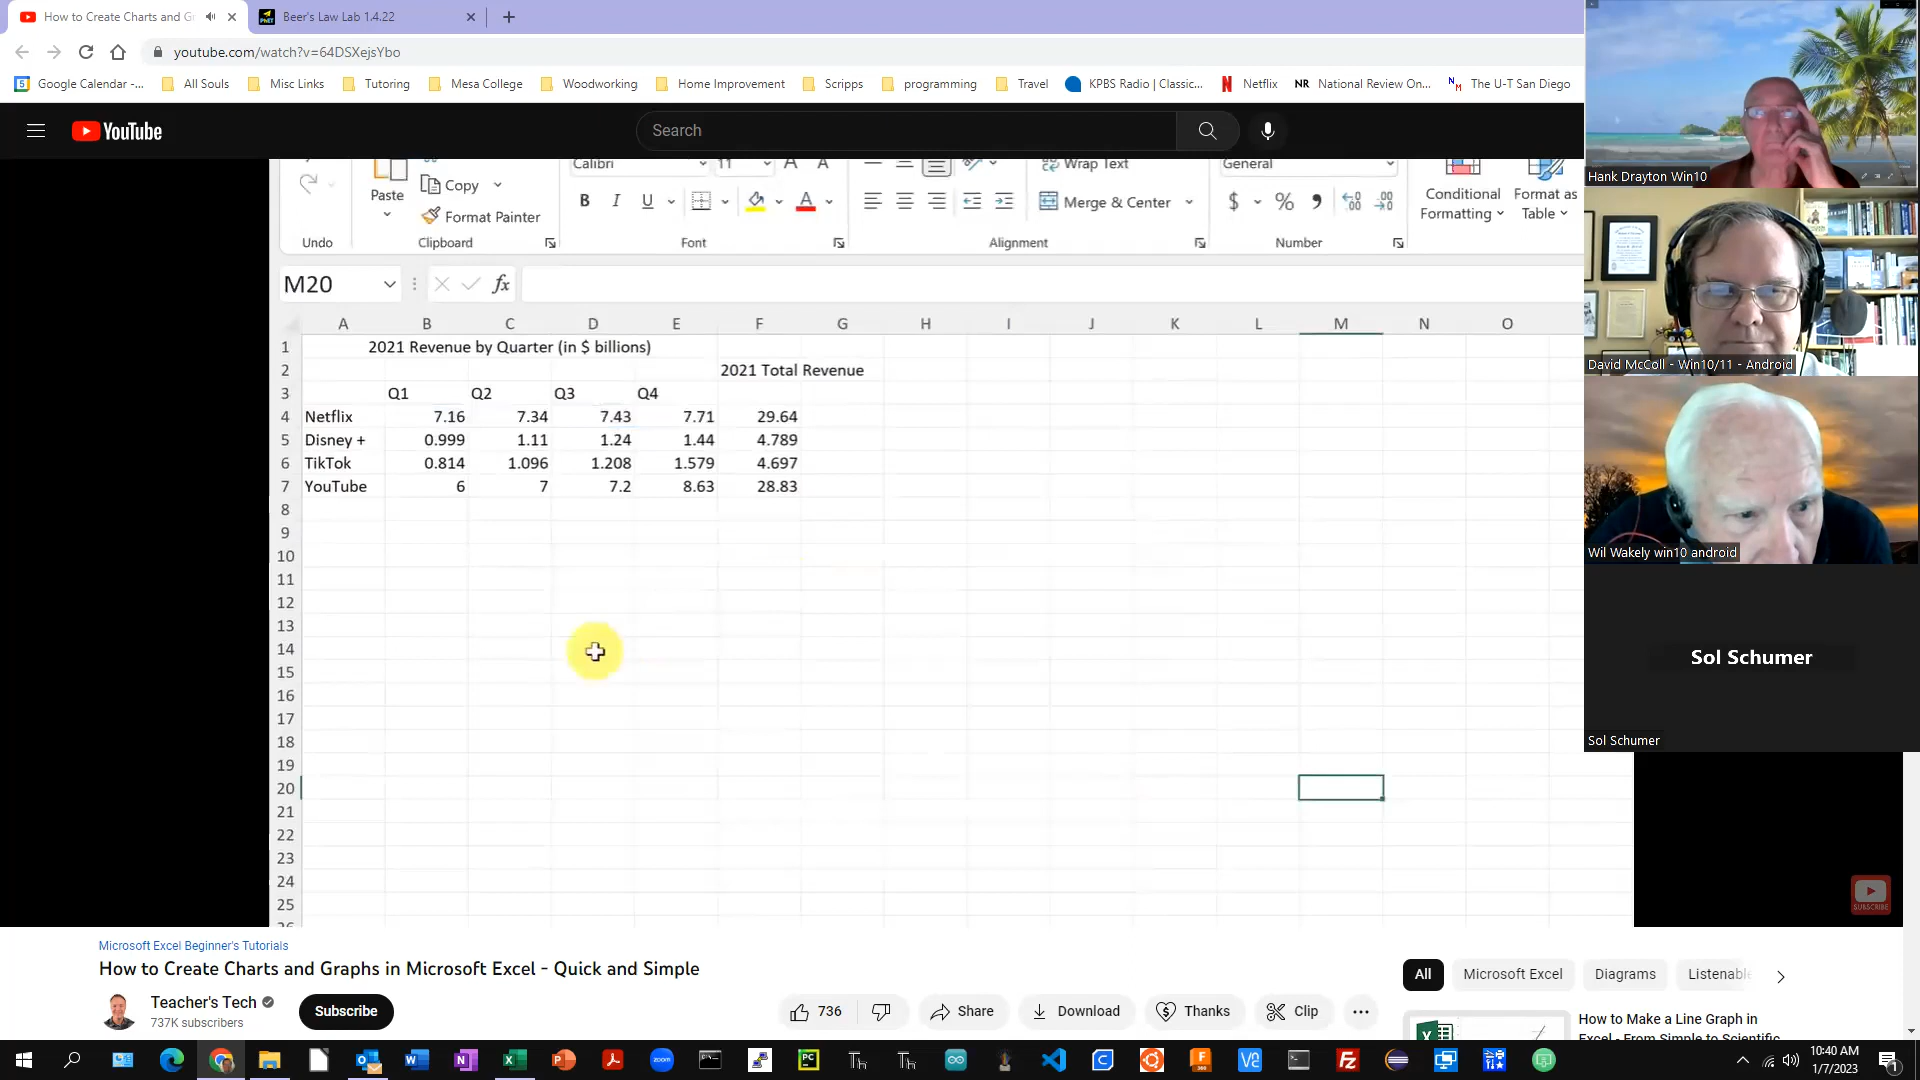 How to Create Charts and Gr
Beer's Law Lab 1.4.22
youtube.com/watch?v=64DSXejsYbo
Google Calendar -... All Souls Misc Links Tutoring Mesa College Woodworking Home Improvement Scripps programming Travel KPBS Radio | Classic... Netflix NR National Review On... The U-T San Diego
YouTube
Search
Calibri 11 Wrap Text General
Paste Copy B I U Merge & Center $ % Conditional Formatting Format as Table
Format Painter
Undo Clipboard Font Alignment Number
M20 fx
A B C D E F G H I J K L M N O
1 2021 Revenue by Quarter (in $ billions)
2 2021 Total Revenue
3 Q1 Q2 Q3 Q4
4 Netflix 7.16 7.34 7.43 7.71 29.64
5 Disney + 0.999 1.11 1.24 1.44 4.789
6 TikTok 0.814 1.096 1.208 1.579 4.697
7 YouTube 6 7 7.2 8.63 28.83
8
9
10
11
12
13
14
15
16
17
18
19
20
21
22
23
24
25
Hank Drayton Win10
David McColl - Win10/11 - Android
Wil Wakely win10 android
Sol Schumer
Sol Schumer
SUBSCRIBE
Microsoft Excel Beginner's Tutorials
How to Create Charts and Graphs in Microsoft Excel - Quick and Simple
Teacher's Tech
737K subscribers
Subscribe
736 Share Download Thanks Clip
All Microsoft Excel Diagrams Listenable
How to Make a Line Graph in
Excel - From Simple to Scientific
10:40 AM
1/7/2023